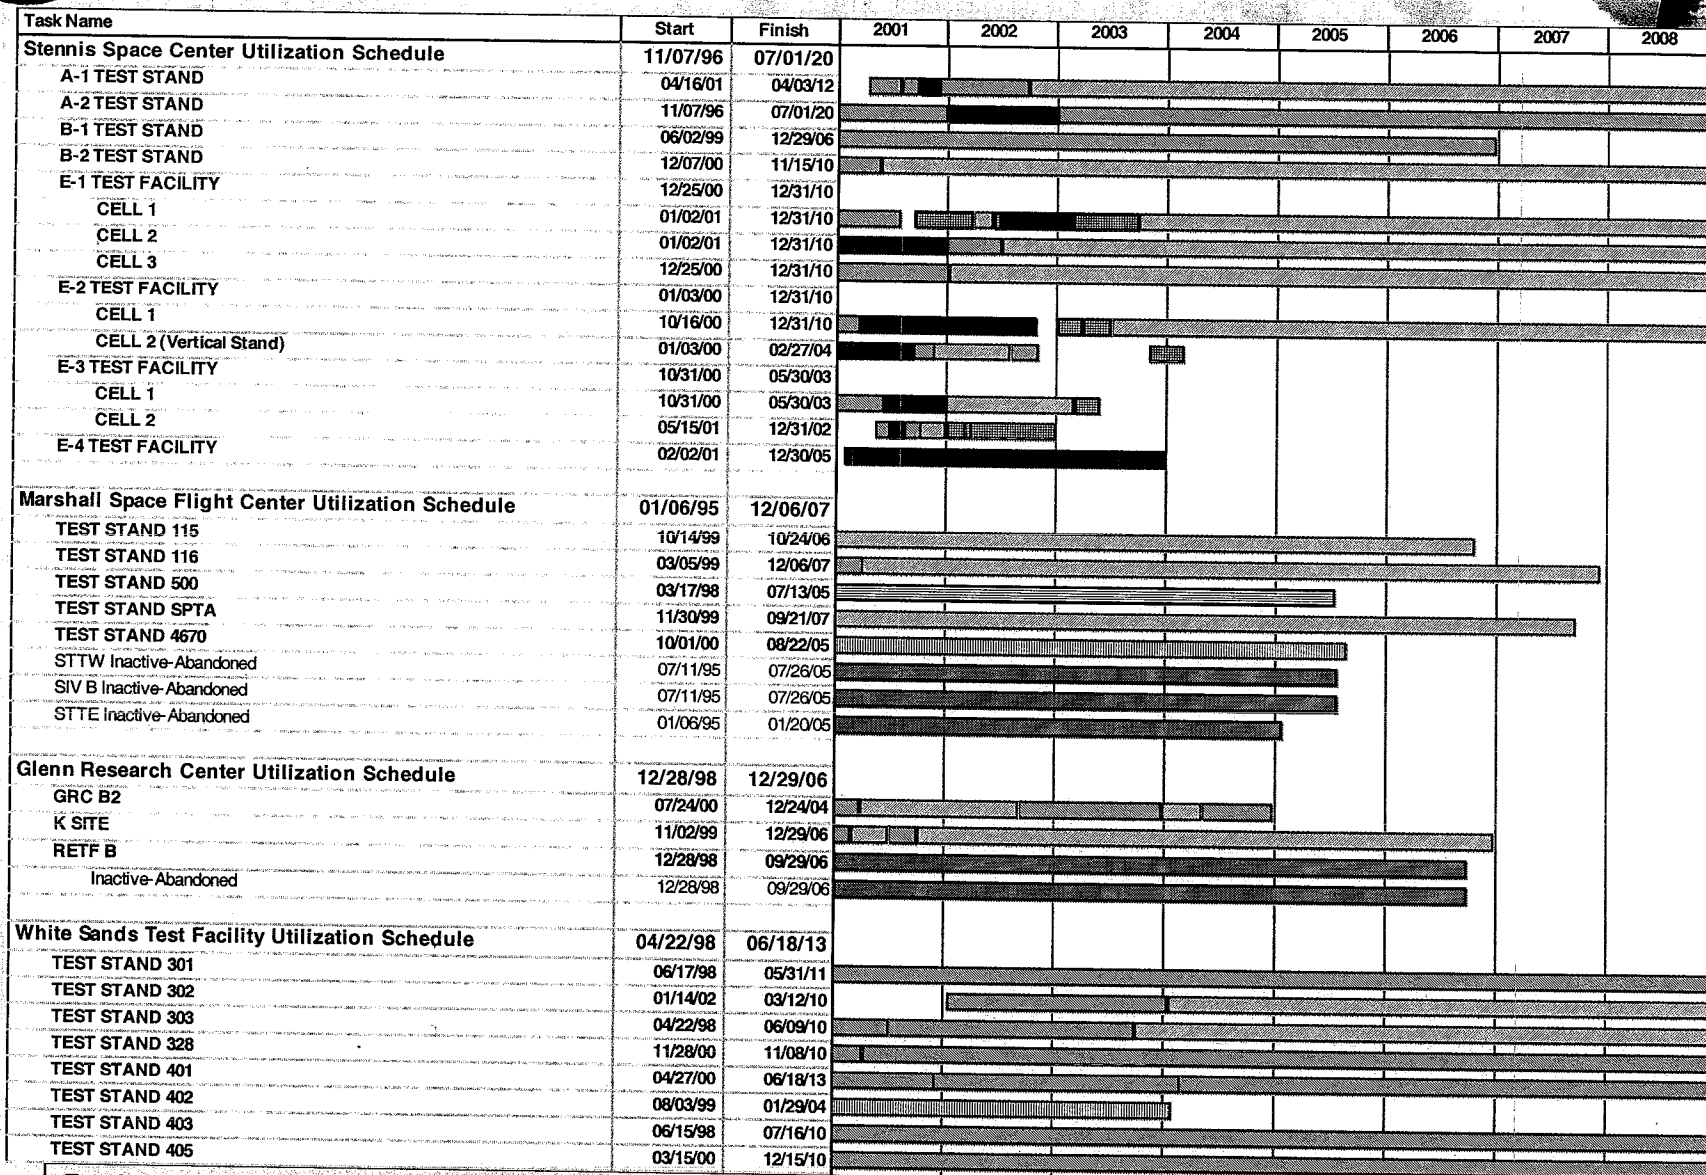 Task Name Start Finish 2001 2002 2003 2004 2005 2006 2007 2008
Stennis Space Center Utilization Schedule 11/07/96 07/01/20
A-1 TEST STAND 04/16/01 04/03/12
A-2 TEST STAND 11/07/96 07/01/20
B-1 TEST STAND 06/02/99 12/29/06
B-2 TEST STAND 12/07/00 11/15/10
E-1 TEST FACILITY 12/25/00 12/31/10
CELL 1 01/02/01 12/31/10
CELL 2 01/02/01 12/31/10
CELL 3 12/25/00 12/31/10
E-2 TEST FACILITY 01/03/00 12/31/10
CELL 1 10/16/00 12/31/10
CELL 2 (Vertical Stand) 01/03/00 02/27/04
E-3 TEST FACILITY 10/31/00 05/30/03
CELL 1 10/31/00 05/30/03
CELL 2 05/15/01 12/31/02
E-4 TEST FACILITY 02/02/01 12/30/05
Marshall Space Flight Center Utilization Schedule 01/06/95 12/06/07
TEST STAND 115 10/14/99 10/24/06
TEST STAND 116 03/05/99 12/06/07
TEST STAND 500 03/17/98 07/13/05
TEST STAND SPTA 11/30/99 09/21/07
TEST STAND 4670 10/01/00 08/22/05
STTW Inactive-Abandoned 07/11/95 07/26/05
SIV B Inactive-Abandoned 07/11/95 07/26/05
STTE Inactive-Abandoned 01/06/95 01/20/05
Glenn Research Center Utilization Schedule 12/28/98 12/29/06
GRC B2 07/24/00 12/24/04
K SITE 11/02/99 12/29/06
RETF B 12/28/98 09/29/06
Inactive-Abandoned 12/28/98 09/29/06
White Sands Test Facility Utilization Schedule 04/22/98 06/18/13
TEST STAND 301 06/17/98 05/31/11
TEST STAND 302 01/14/02 03/12/10
TEST STAND 303 04/22/98 06/09/10
TEST STAND 328 11/28/00 11/08/10
TEST STAND 401 04/27/00 06/18/13
TEST STAND 402 08/03/99 01/29/04
TEST STAND 403 06/15/98 07/16/10
TEST STAND 405 03/15/00 12/15/10